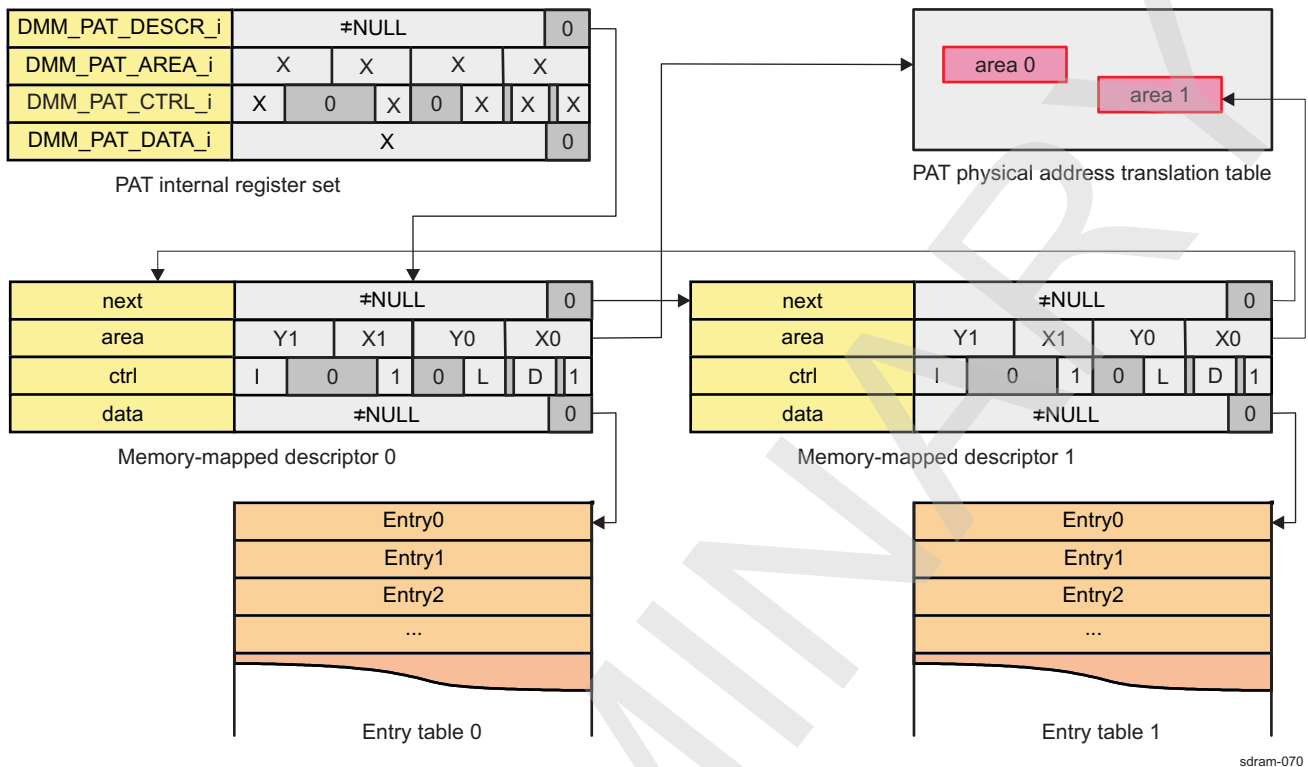 DMM_PAT_DESCR_i ≠NULL 0
DMM_PAT_AREA_i X X X X
DMM_PAT_CTRL_i X 0 X 0 X X X
DMM_PAT_DATA_i X 0
PAT internal register set
area 0
area 1
PAT physical address translation table
next ≠NULL 0
area Y1 X1 Y0 X0
ctrl I 0 1 0 L D 1
data ≠NULL 0
Memory-mapped descriptor 0
next ≠NULL 0
area Y1 X1 Y0 X0
ctrl I 0 1 0 L D 1
data ≠NULL 0
Memory-mapped descriptor 1
Entry0
Entry1
Entry2
...
Entry table 0
Entry0
Entry1
Entry2
...
Entry table 1
sdram-070